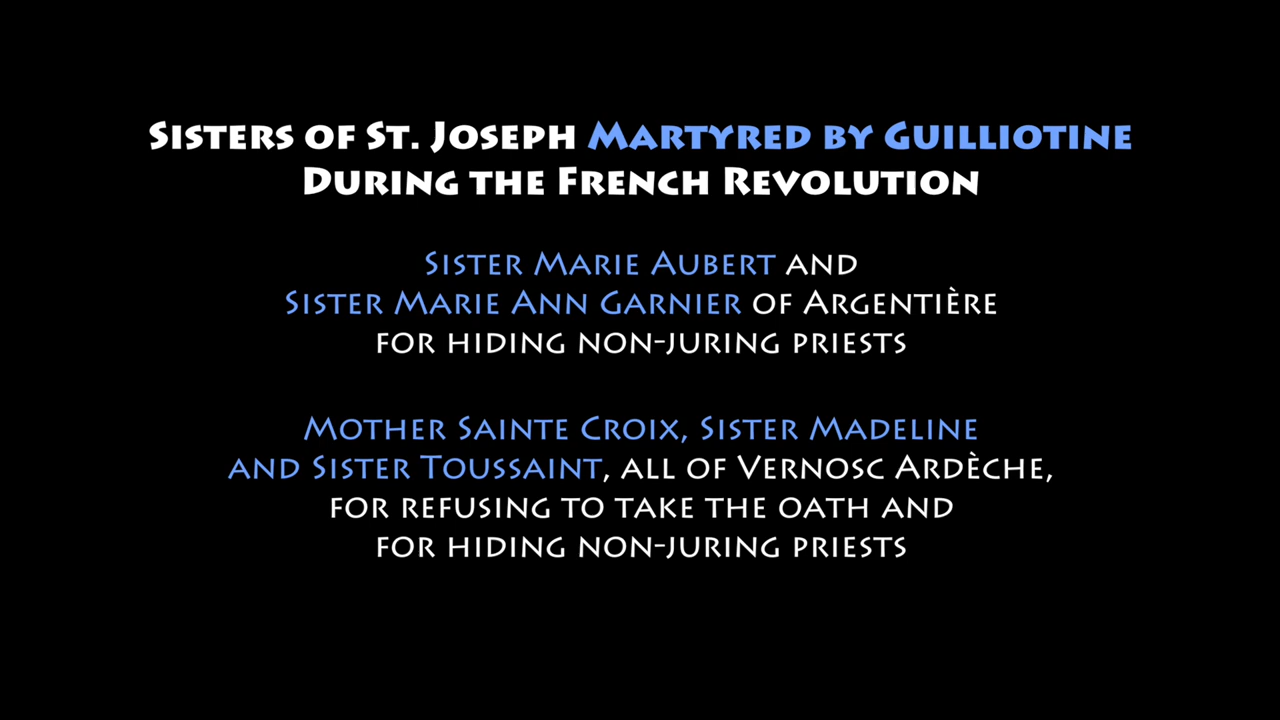 Sisters of St. Joseph Martyred by Guilliotine
During the French Revolution
Sister Marie Aubert and
Sister Marie Ann Garnier of Argentière
for hiding non-juring priests
Mother Sainte Croix, Sister Madeline
and Sister Toussaint, all of Vernosc Ardèche,
for refusing to take the oath and
for hiding non-juring priests